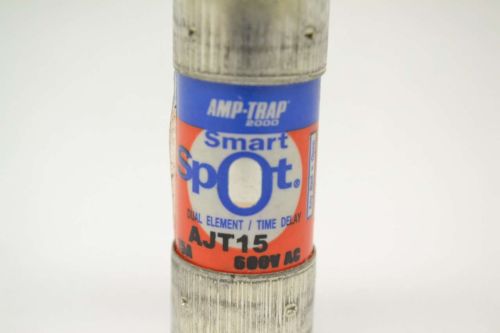 AMP-TRAP®
2000
Smart
Spot®
DUAL ELEMENT / TIME DELAY
AJT15
600V AC